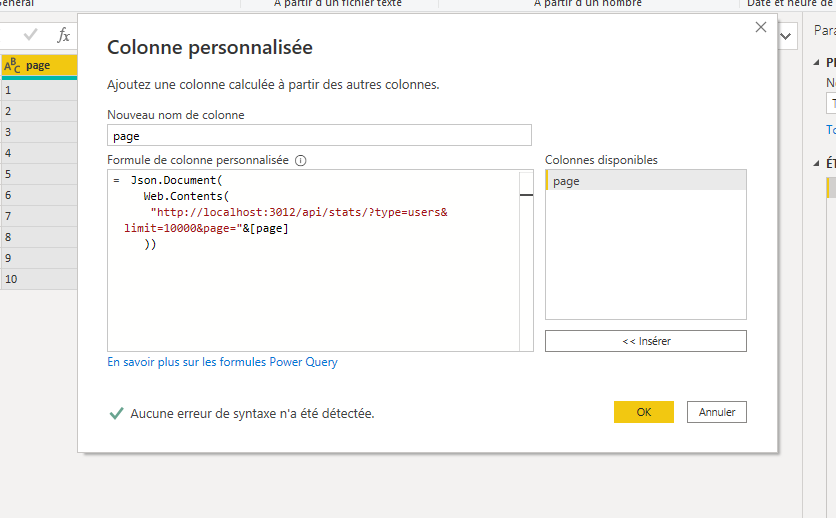 A partir d'un fichier texte
A partir d'un nombre
Date et heure de
fx
Para
ABC page
1
2
3
4
5
6
7
8
9
10
Colonne personnalisée
Ajoutez une colonne calculée à partir des autres colonnes.
Nouveau nom de colonne
page
Formule de colonne personnalisée
= Json.Document(
Web.Contents(
"http://localhost:3012/api/stats/?type=users&
limit=10000&page="&[page]
))
Colonnes disponibles
page
<< Insérer
En savoir plus sur les formules Power Query
Aucune erreur de syntaxe n'a été détectée.
OK
Annuler